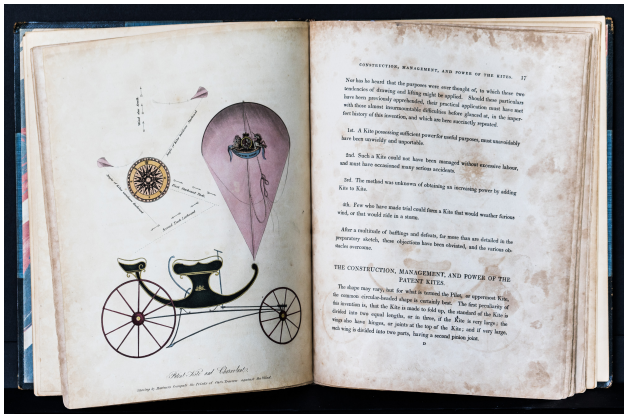 Patent Kite and Charvolant.
CONSTRUCTION, MANAGEMENT, AND POWER OF THE KITES. 17
Nor has he heard that the purposes were ever thought of, in which these two
tendencies of drawing and lifting might be applied. Should these particulars
have been previously apprehended, their practical application must have met
with those almost insurmountable difficulties before glanced at, in the imper-
fect history of this invention, and which are here succinctly repeated.
1st. A Kite possessing sufficient power for useful purposes, must unavoidably
have been unwieldy and unportable.
2nd. Such a Kite could not have been managed without excessive labour,
and must have occasioned many serious accidents.
3rd. The method was unknown of obtaining an increasing power by adding
Kite to Kite.
4th. Few who have made trial could form a Kite that would weather furious
wind, or that would ride in a storm.
After a multitude of bafflings and defeats, far more than are detailed in the
preparatory sketch, these objections have been obviated, and the various ob-
stacles overcome.
THE CONSTRUCTION, MANAGEMENT, AND POWER OF THE
PATENT KITES.
The shape may vary, but for what is termed the Pilot, or uppermost Kite,
the common circular-headed shape is certainly best. The first peculiarity of
this invention is, that the Kite is made to fold up, the standard of the Kite is
divided into two equal lengths, or in three, if the Kite is very large; the
wings also have hinges, or joints at the top of the Kite; and if very large,
each wing is divided into two parts, having a second pinion joint.
D